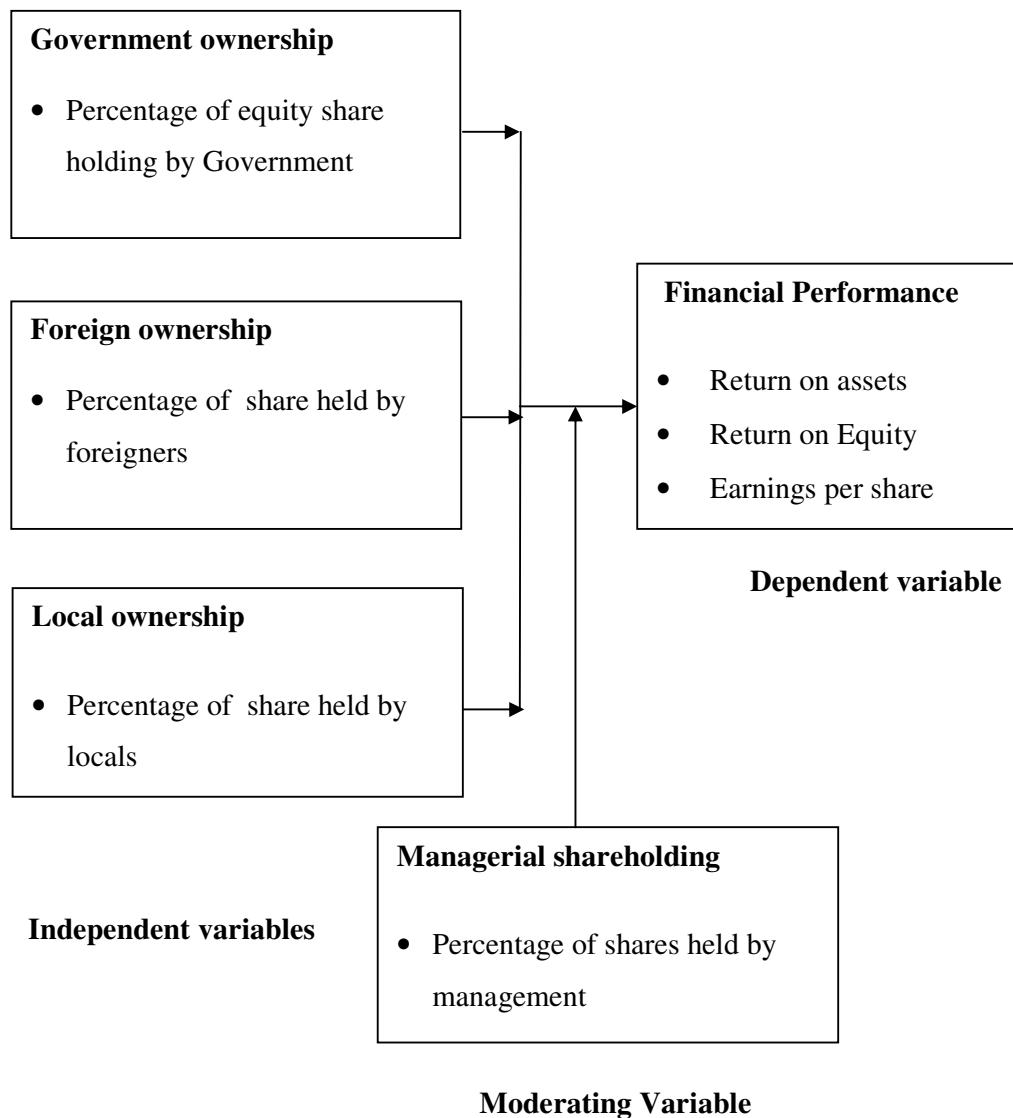 Government ownership
• Percentage of equity share
holding by Government
Foreign ownership
• Percentage of share held by
foreigners
Local ownership
• Percentage of share held by
locals
Independent variables
Financial Performance
• Return on assets
• Return on Equity
• Earnings per share
Dependent variable
Managerial shareholding
• Percentage of shares held by
management
Moderating Variable